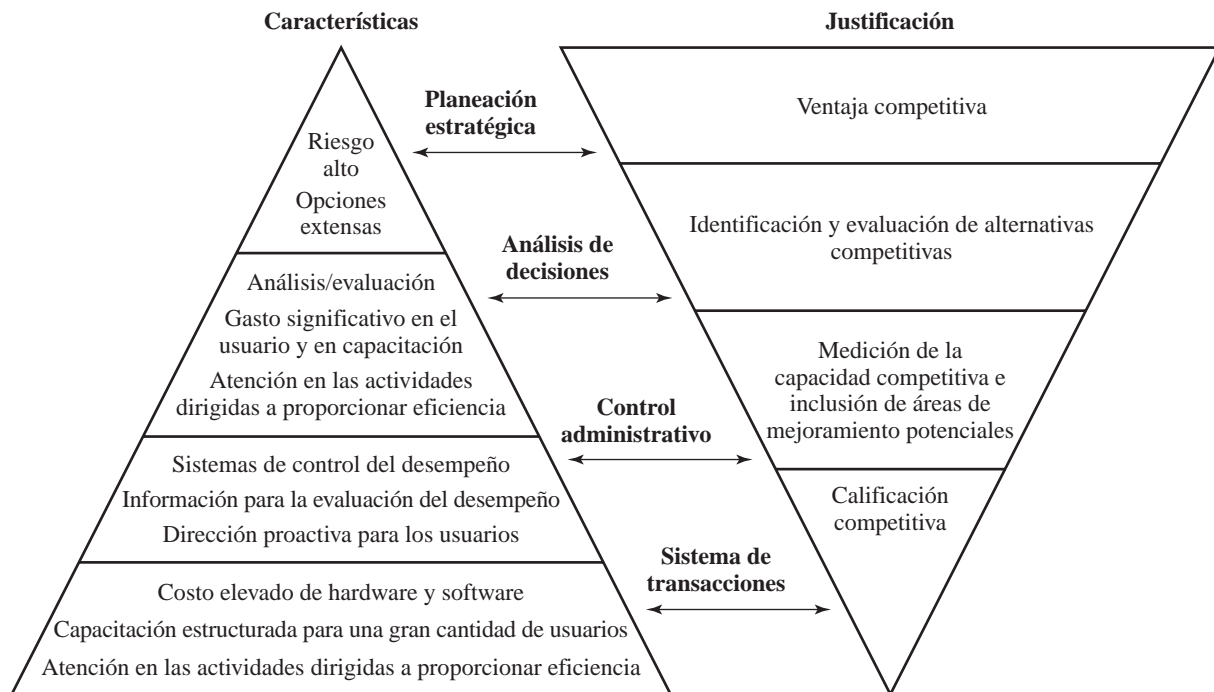 Características
Justificación
Planeación
estratégica
Ventaja competitiva
Riesgo
alto
Opciones
extensas
Identificación y evaluación de alternativas
competitivas
Análisis de
decisiones
Análisis/evaluación
Gasto significativo en el
usuario y en capacitación
Atención en las actividades
dirigidas a proporcionar eficiencia
Medición de la
capacidad competitiva e
inclusión de áreas de
mejoramiento potenciales
Control
administrativo
Sistemas de control del desempeño
Información para la evaluación del desempeño
Dirección proactiva para los usuarios
Calificación
competitiva
Sistema de
transacciones
Costo elevado de hardware y software
Capacitación estructurada para una gran cantidad de usuarios
Atención en las actividades dirigidas a proporcionar eficiencia